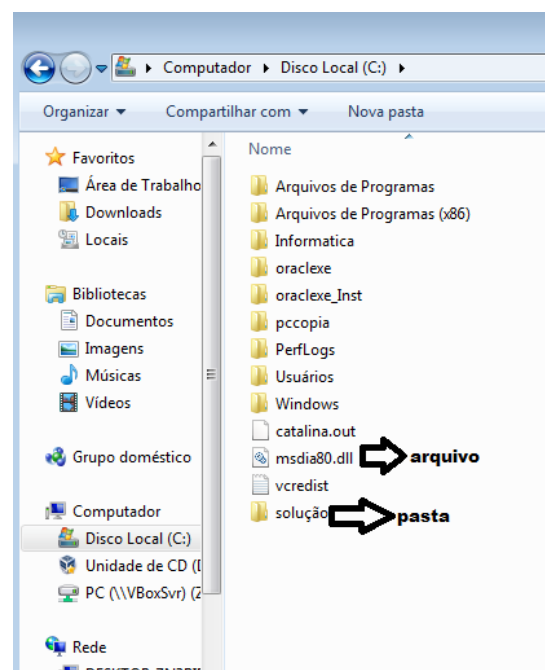 Computador ▸ Disco Local (C:) ▸
Organizar Compartilhar com Nova pasta
Favoritos
Área de Trabalho
Downloads
Locais
Bibliotecas
Documentos
Imagens
Músicas
Vídeos
Grupo doméstico
Computador
Disco Local (C:)
Unidade de CD (
PC (\\VBoxSvr) (
Rede
Nome
Arquivos de Programas
Arquivos de Programas (x86)
Informatica
oraclexe
oraclexe_Inst
pccopia
PerfLogs
Usuários
Windows
catalina.out
msdia80.dll arquivo
vcredist
solução pasta